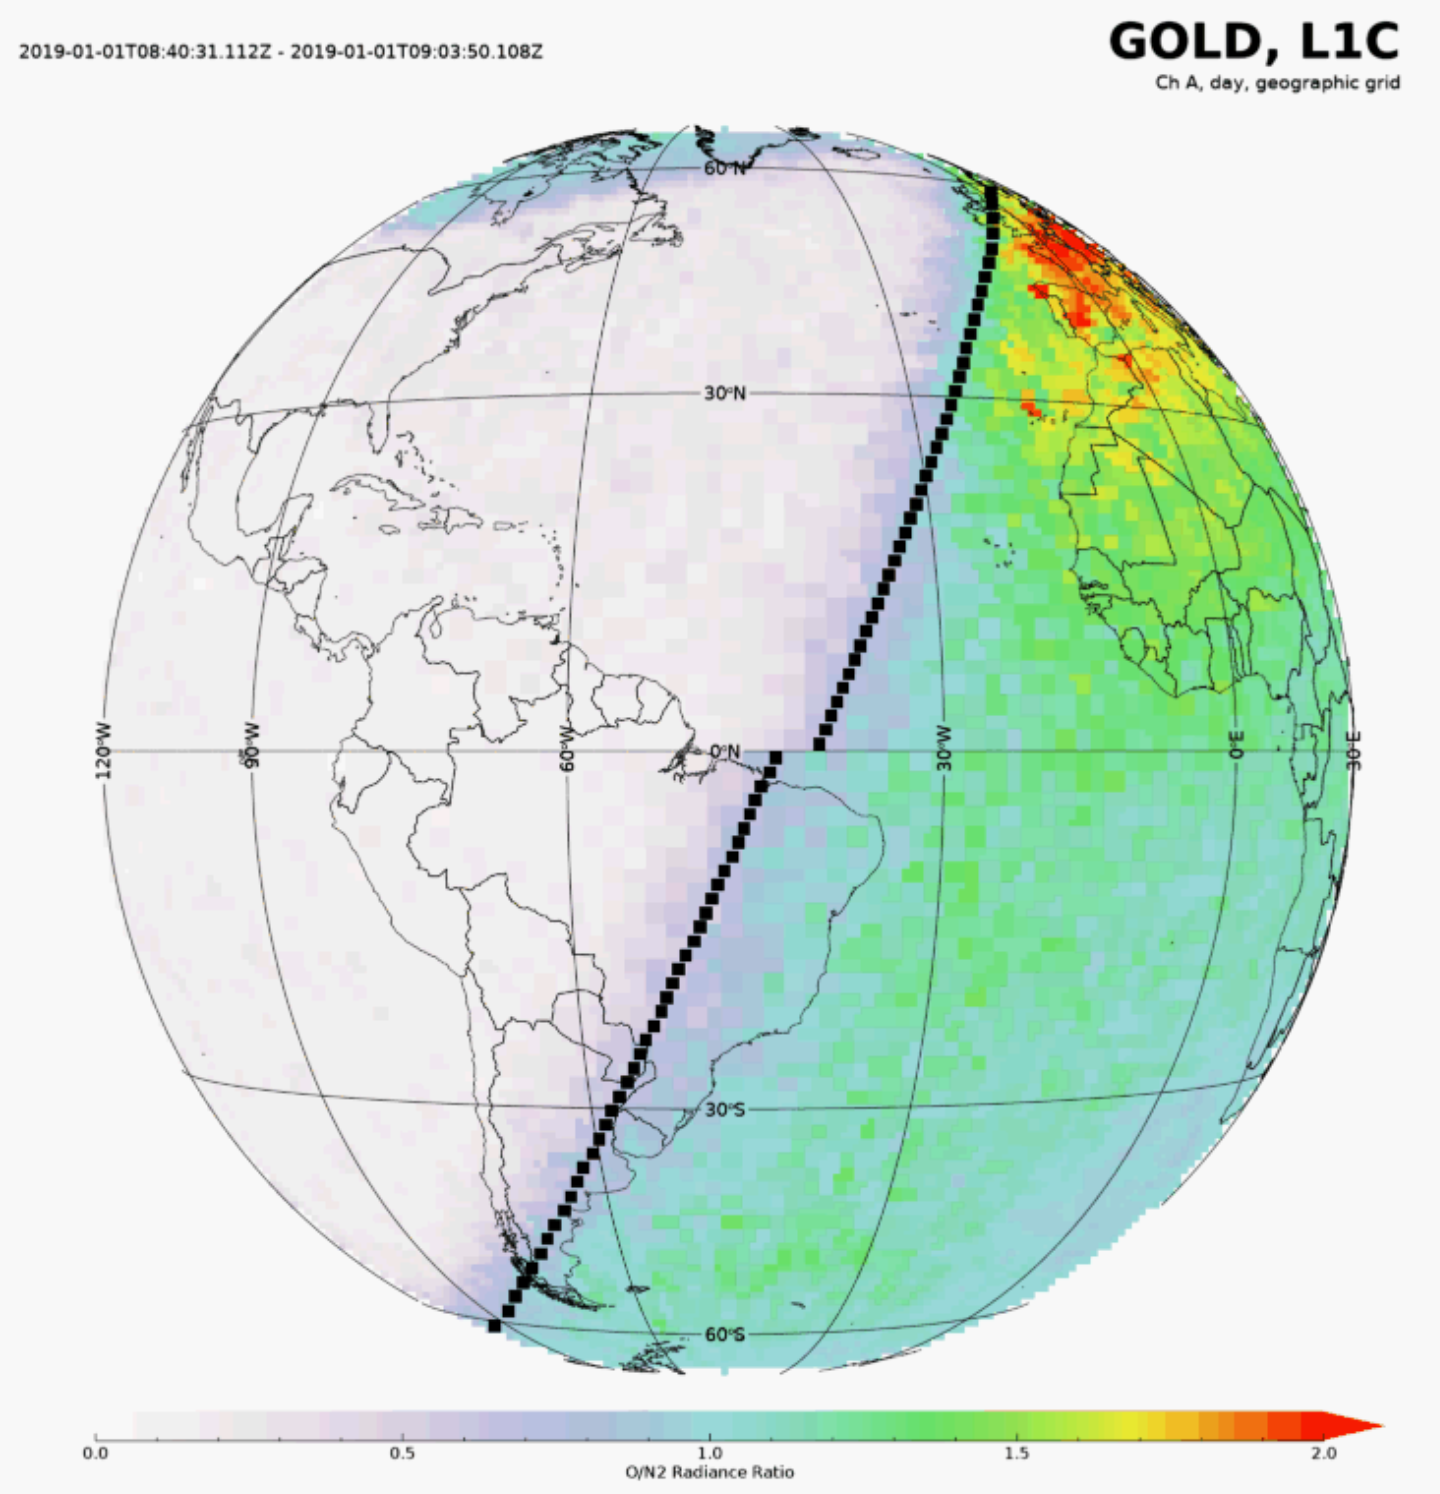 GOLD, L1C
2019-01-01T08:40:31.112Z - 2019-01-01T09:03:50.108Z
Ch A, day, geographic grid
60°N
30°N
120°W
90°W
60°W
0°N
30°W
0°E
30°E
30°S
60°S
0.0 0.5 1.0 1.5 2.0
O/N2 Radiance Ratio